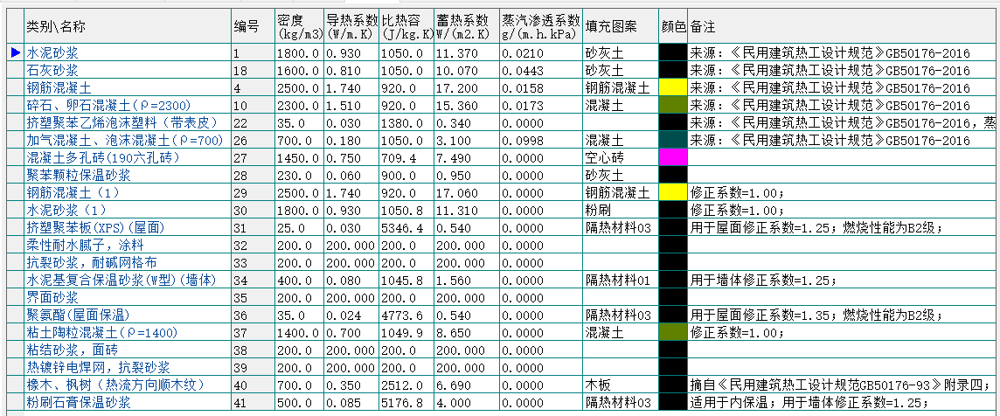 类别\名称 编号 密度(kg/m3) 导热系数(W/m.K) 比热容(J/kg.K) 蓄热系数W/(m2.K) 蒸汽渗透系数g/(m.h.kPa) 填充图案 颜色 备注
水泥砂浆 1 1800.0 0.930 1050.0 11.370 0.0210 砂灰土 来源：《民用建筑热工设计规范》GB50176-2016
石灰砂浆 18 1600.0 0.810 1050.0 10.070 0.0443 砂灰土 来源：《民用建筑热工设计规范》GB50176-2016
钢筋混凝土 4 2500.0 1.740 920.0 17.200 0.0158 钢筋混凝土 来源：《民用建筑热工设计规范》GB50176-2016
碎石、卵石混凝土(ρ=2300) 10 2300.0 1.510 920.0 15.360 0.0173 混凝土 来源：《民用建筑热工设计规范》GB50176-2016
挤塑聚苯乙烯泡沫塑料（带表皮） 22 35.0 0.030 1380.0 0.340 0.0000 来源：《民用建筑热工设计规范》GB50176-2016，蒸
加气混凝土、泡沫混凝土(ρ=700) 26 700.0 0.180 1050.0 3.100 0.0998 混凝土 来源：《民用建筑热工设计规范》GB50176-2016
混凝土多孔砖(190六孔砖) 27 1450.0 0.750 709.4 7.490 0.0000 空心砖
聚苯颗粒保温砂浆 28 230.0 0.060 900.0 0.950 0.0000 砂灰土
钢筋混凝土（1） 29 2500.0 1.740 920.0 17.060 0.0000 钢筋混凝土 修正系数=1.00；
水泥砂浆（1） 30 1800.0 0.930 1050.8 11.310 0.0000 粉刷 修正系数=1.00；
挤塑聚苯板(XPS)(屋面) 31 25.0 0.030 5346.4 0.540 0.0000 隔热材料03 用于屋面修正系数=1.25；燃烧性能为B2级；
柔性耐水腻子，涂料 32 200.0 200.000 200.0 200.000 0.0000
抗裂砂浆，耐碱网格布 33 200.0 200.000 200.0 200.000 0.0000
水泥基复合保温砂浆(W型)(墙体) 34 400.0 0.080 1045.8 1.560 0.0000 隔热材料01 用于墙体修正系数=1.25；
界面砂浆 35 200.0 200.000 200.0 200.000 0.0000
聚氨酯(屋面保温) 36 35.0 0.024 4773.6 0.540 0.0000 隔热材料03 用于屋面修正系数=1.35；燃烧性能为B2级；
粘土陶粒混凝土(ρ=1400) 37 1400.0 0.700 1049.9 8.650 0.0000 混凝土 修正系数=1.00；
粘结砂浆，面砖 38 200.0 200.000 200.0 200.000 0.0000
热镀锌电焊网，抗裂砂浆 39 200.0 200.000 200.0 200.000 0.0000
橡木、枫树（热流方向顺木纹） 40 700.0 0.350 2512.0 6.690 0.0000 木板 摘自《民用建筑热工设计规范GB50176-93》附录四；
粉刷石膏保温砂浆 41 500.0 0.085 5176.8 4.000 0.0000 隔热材料03 适用于内保温；用于墙体修正系数=1.25；